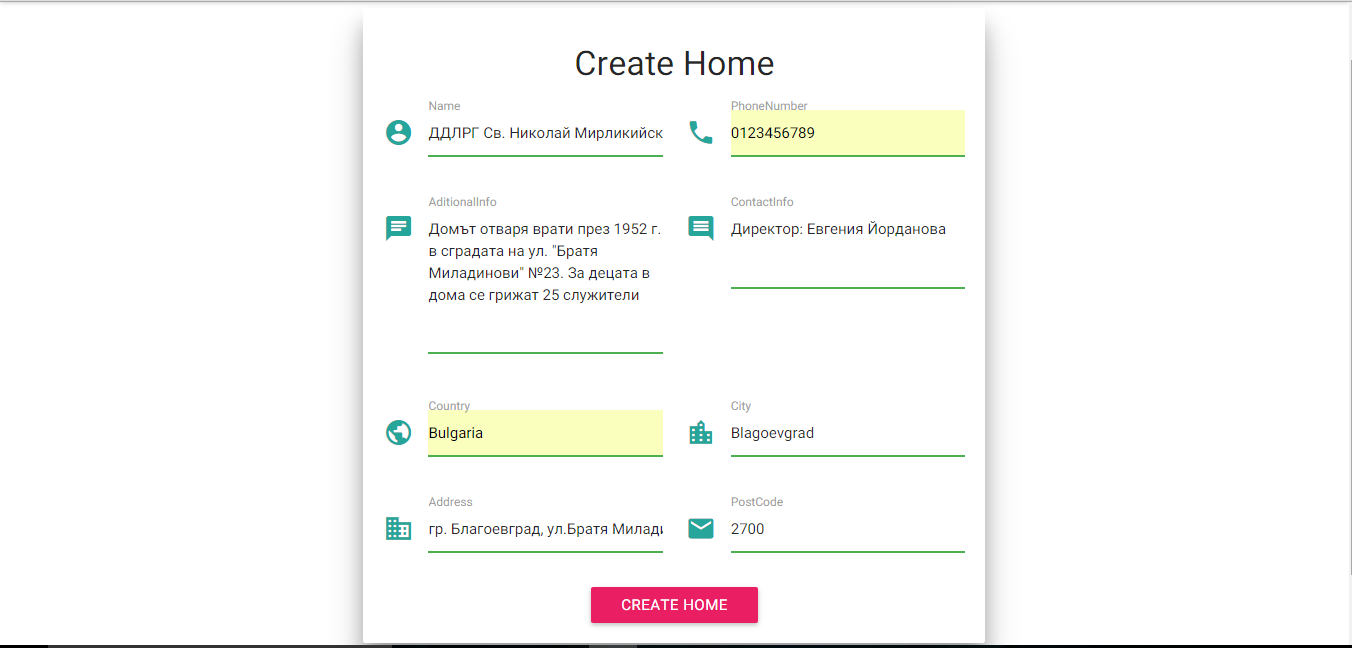 Create Home
Name
PhoneNumber
ДДЛРГ Св. Николай Мирликийск
0123456789
AditionalInfo
ContactInfo
Домът отваря врати през 1952 г.
в сградата на ул. "Братя
Миладинови" №23. За децата в
дома се грижат 25 служители
Директор: Евгения Йорданова
Country
City
Bulgaria
Blagoevgrad
Address
PostCode
гр. Благоевград, ул.Братя Милади
2700
CREATE HOME